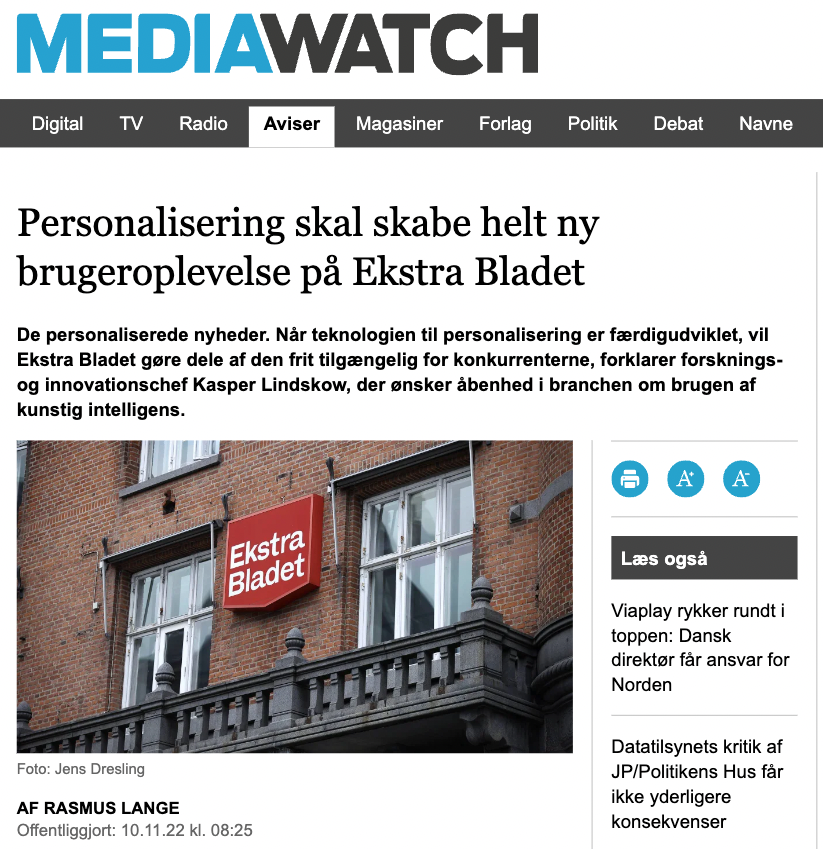 MEDIAWATCH
Digital TV Radio Aviser Magasiner Forlag Politik Debat Navne
Personalisering skal skabe helt ny
brugeroplevelse på Ekstra Bladet
De personaliserede nyheder. Når teknologien til personalisering er færdigudviklet, vil
Ekstra Bladet gøre dele af den frit tilgængelig for konkurrenterne, forklarer forsknings-
og innovationschef Kasper Lindskow, der ønsker åbenhed i branchen om brugen af
kunstig intelligens.
Ekstra
Bladet
Foto: Jens Dresling
AF RASMUS LANGE
Offentliggjort: 10.11.22 kl. 08:25
A+ A-
Læs også
Viaplay rykker rundt i
toppen: Dansk
direktør får ansvar for
Norden
Datatilsynets kritik af
JP/Politikens Hus får
ikke yderligere
konsekvenser